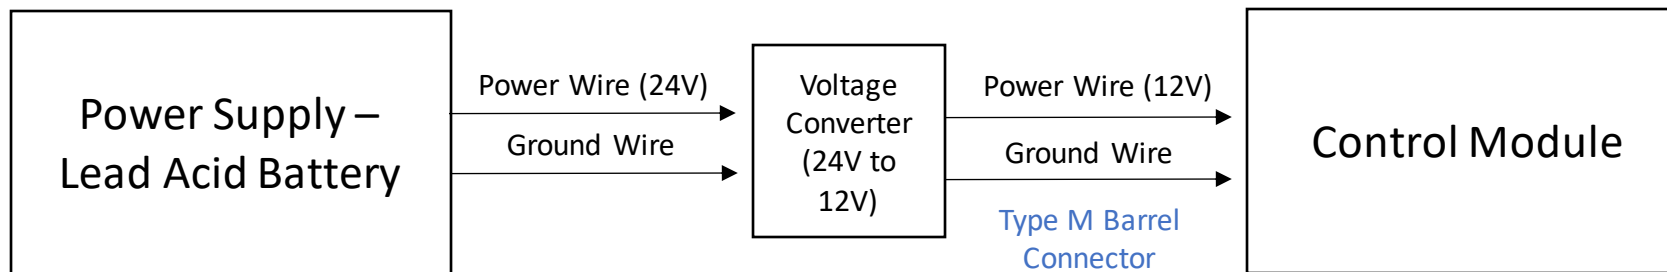 Power Supply –
Lead Acid Battery
Power Wire (24V)
Ground Wire
Voltage
Converter
(24V to
12V)
Power Wire (12V)
Ground Wire
Type M Barrel
Connector
Control Module